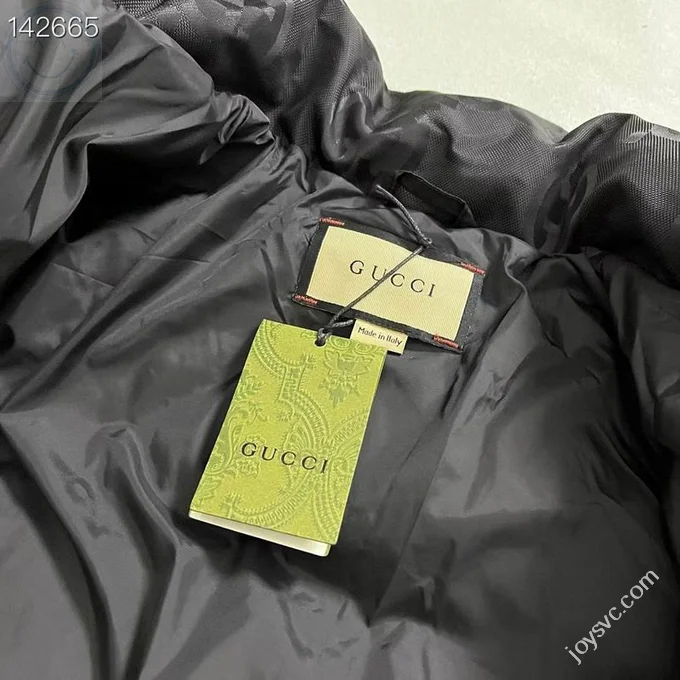 142665
GUCCI
Made in Italy
GUCCI
joysvc.com